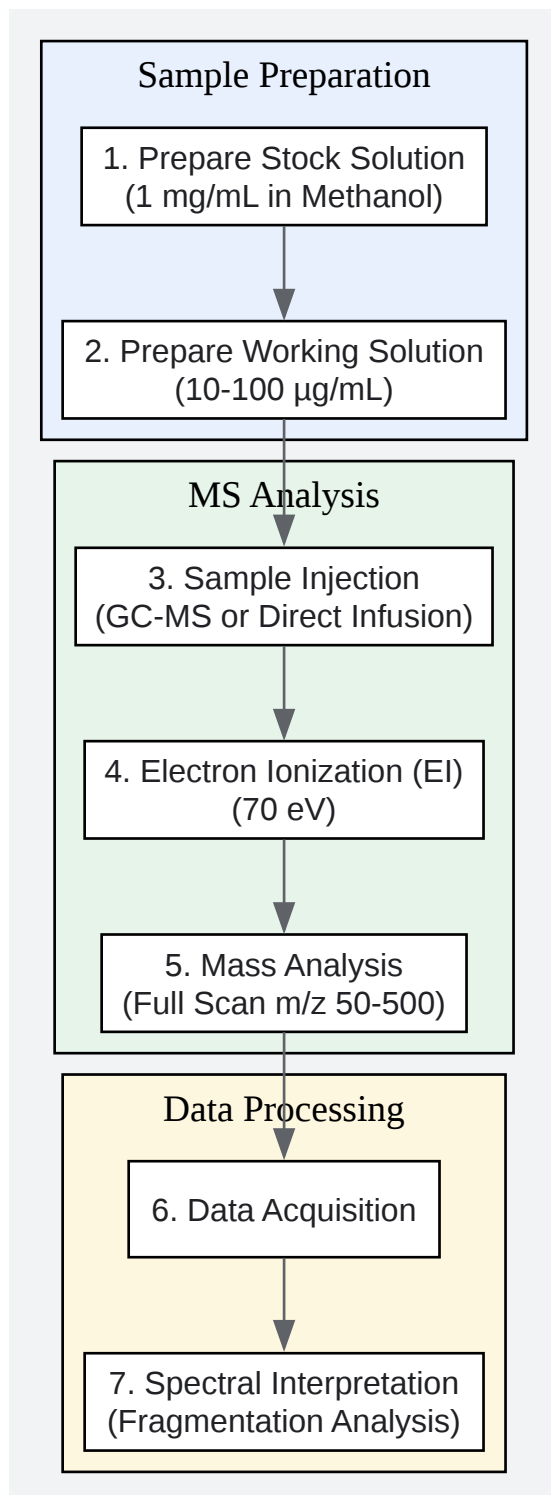 Sample Preparation
1. Prepare Stock Solution
(1 mg/mL in Methanol)
2. Prepare Working Solution
(10-100 µg/mL)
MS Analysis
3. Sample Injection
(GC-MS or Direct Infusion)
4. Electron Ionization (EI)
(70 eV)
5. Mass Analysis
(Full Scan m/z 50-500)
Data Processing
6. Data Acquisition
7. Spectral Interpretation
(Fragmentation Analysis)